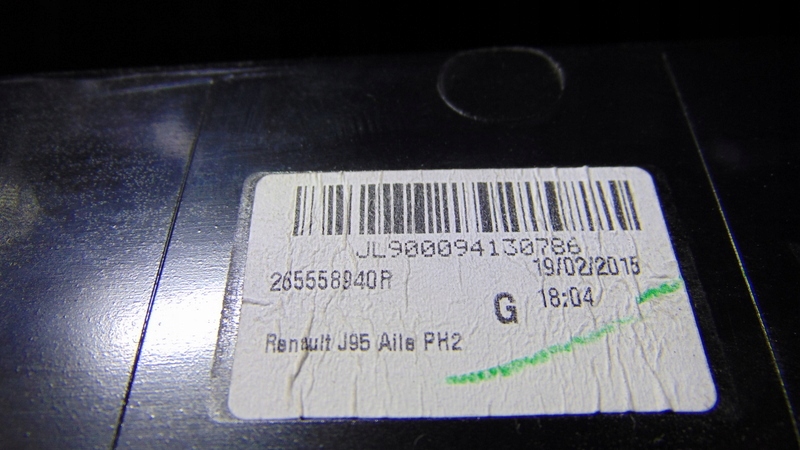 JL900094130786
265558940R
19/02/2015
G 18:04
Renault J95 Aile PH2